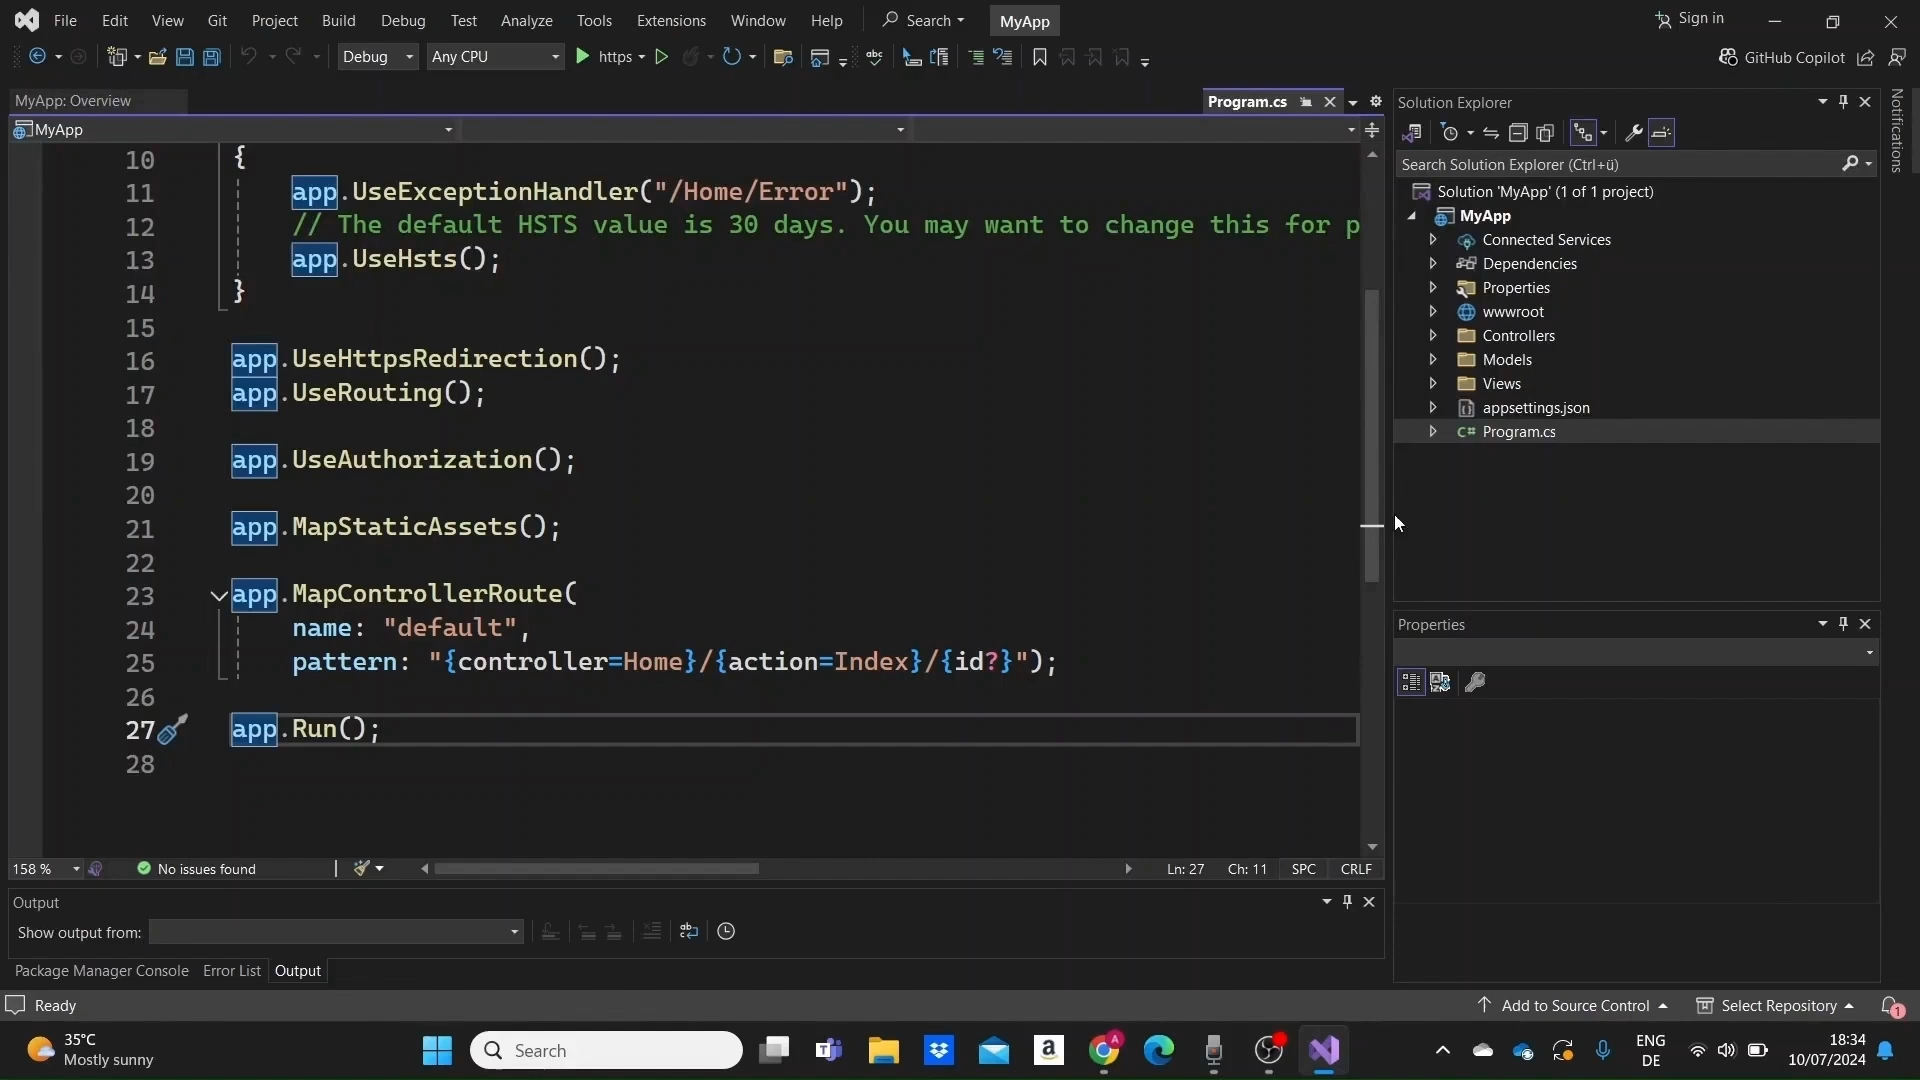 File Edit View Git Project Build Debug Test Analyze Tools Extensions Window Help Search MyApp Sign in
Debug Any CPU https abc GitHub Copilot
MyApp: Overview Program.cs
MyApp
10 {
11 app.UseExceptionHandler("/Home/Error");
12 // The default HSTS value is 30 days. You may want to change this for p
13 app.UseHsts();
14 }
15
16 app.UseHttpsRedirection();
17 app.UseRouting();
18
19 app.UseAuthorization();
20
21 app.MapStaticAssets();
22
23 app.MapControllerRoute(
24 name: "default",
25 pattern: "{controller=Home}/{action=Index}/{id?}");
26
27 app.Run();
28
158 % No issues found Ln: 27 Ch: 11 SPC CRLF
Output
Show output from:
Package Manager Console Error List Output
Solution Explorer
Search Solution Explorer (Ctrl+ü)
Solution 'MyApp' (1 of 1 project)
MyApp
Connected Services
Dependencies
Properties
wwwroot
Controllers
Models
Views
appsettings.json
C# Program.cs
Properties
Notifications
Ready Add to Source Control Select Repository 1
35°C
Mostly sunny
Search
ENG
DE
18:34
10/07/2024